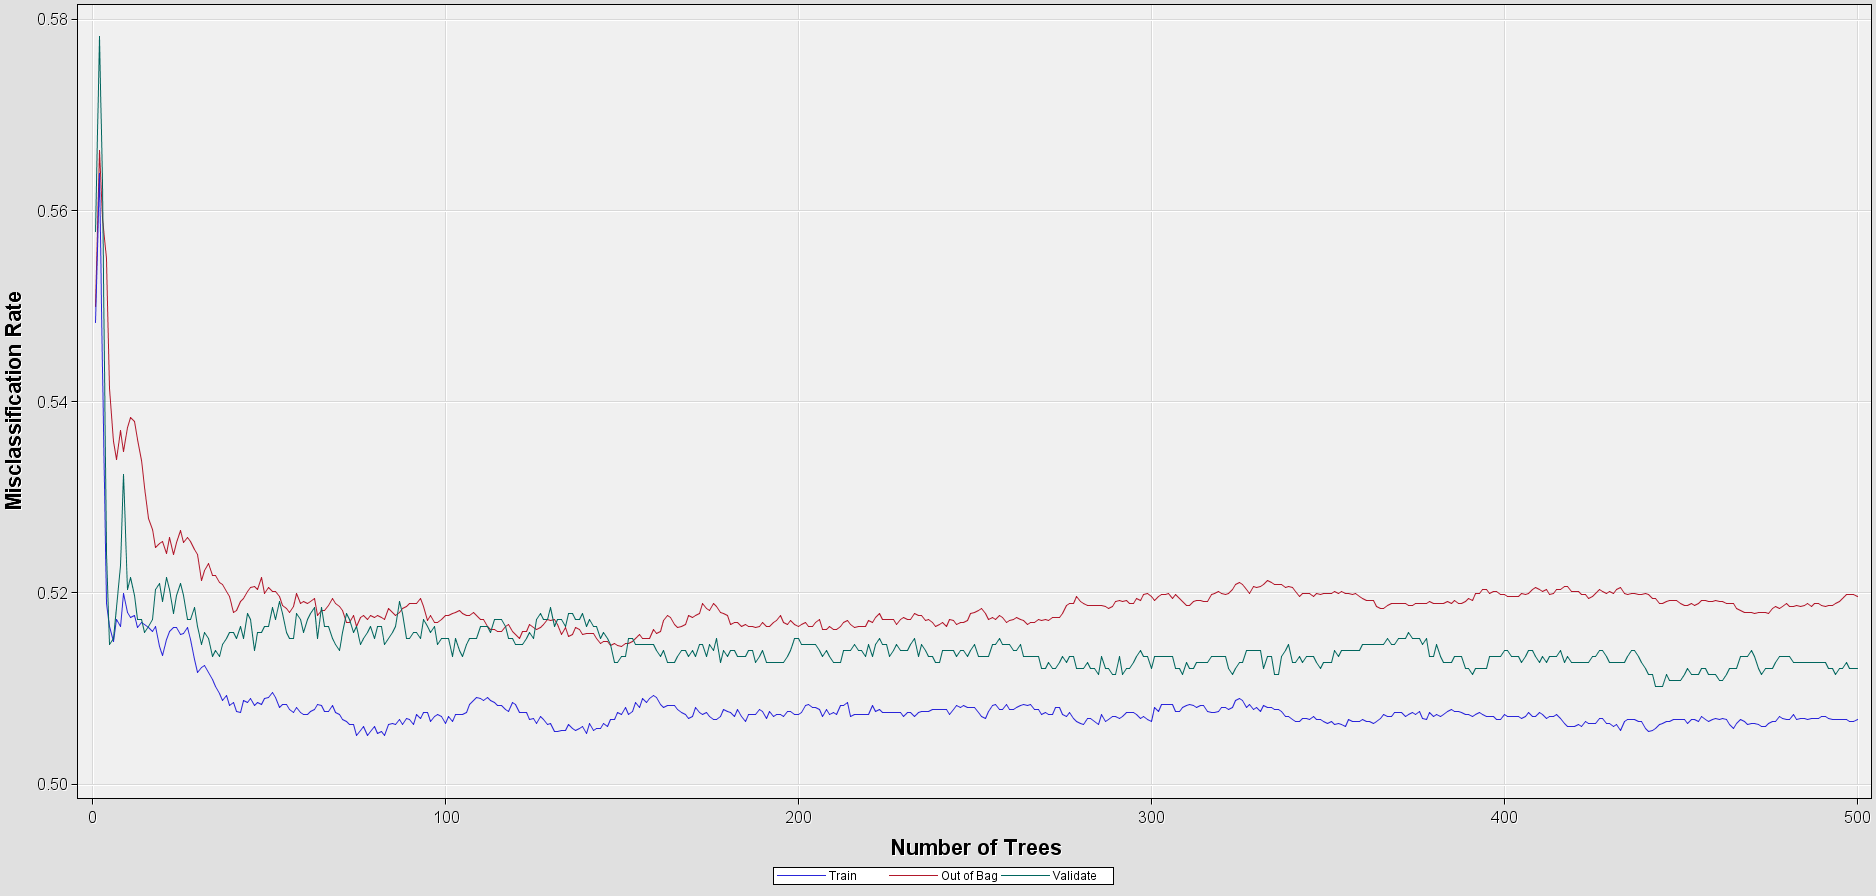 0.58
0.56
0.54
0.52
0.50
Misclassification Rate
0 100 200 300 400 500
Number of Trees
Train Out of Bag Validate